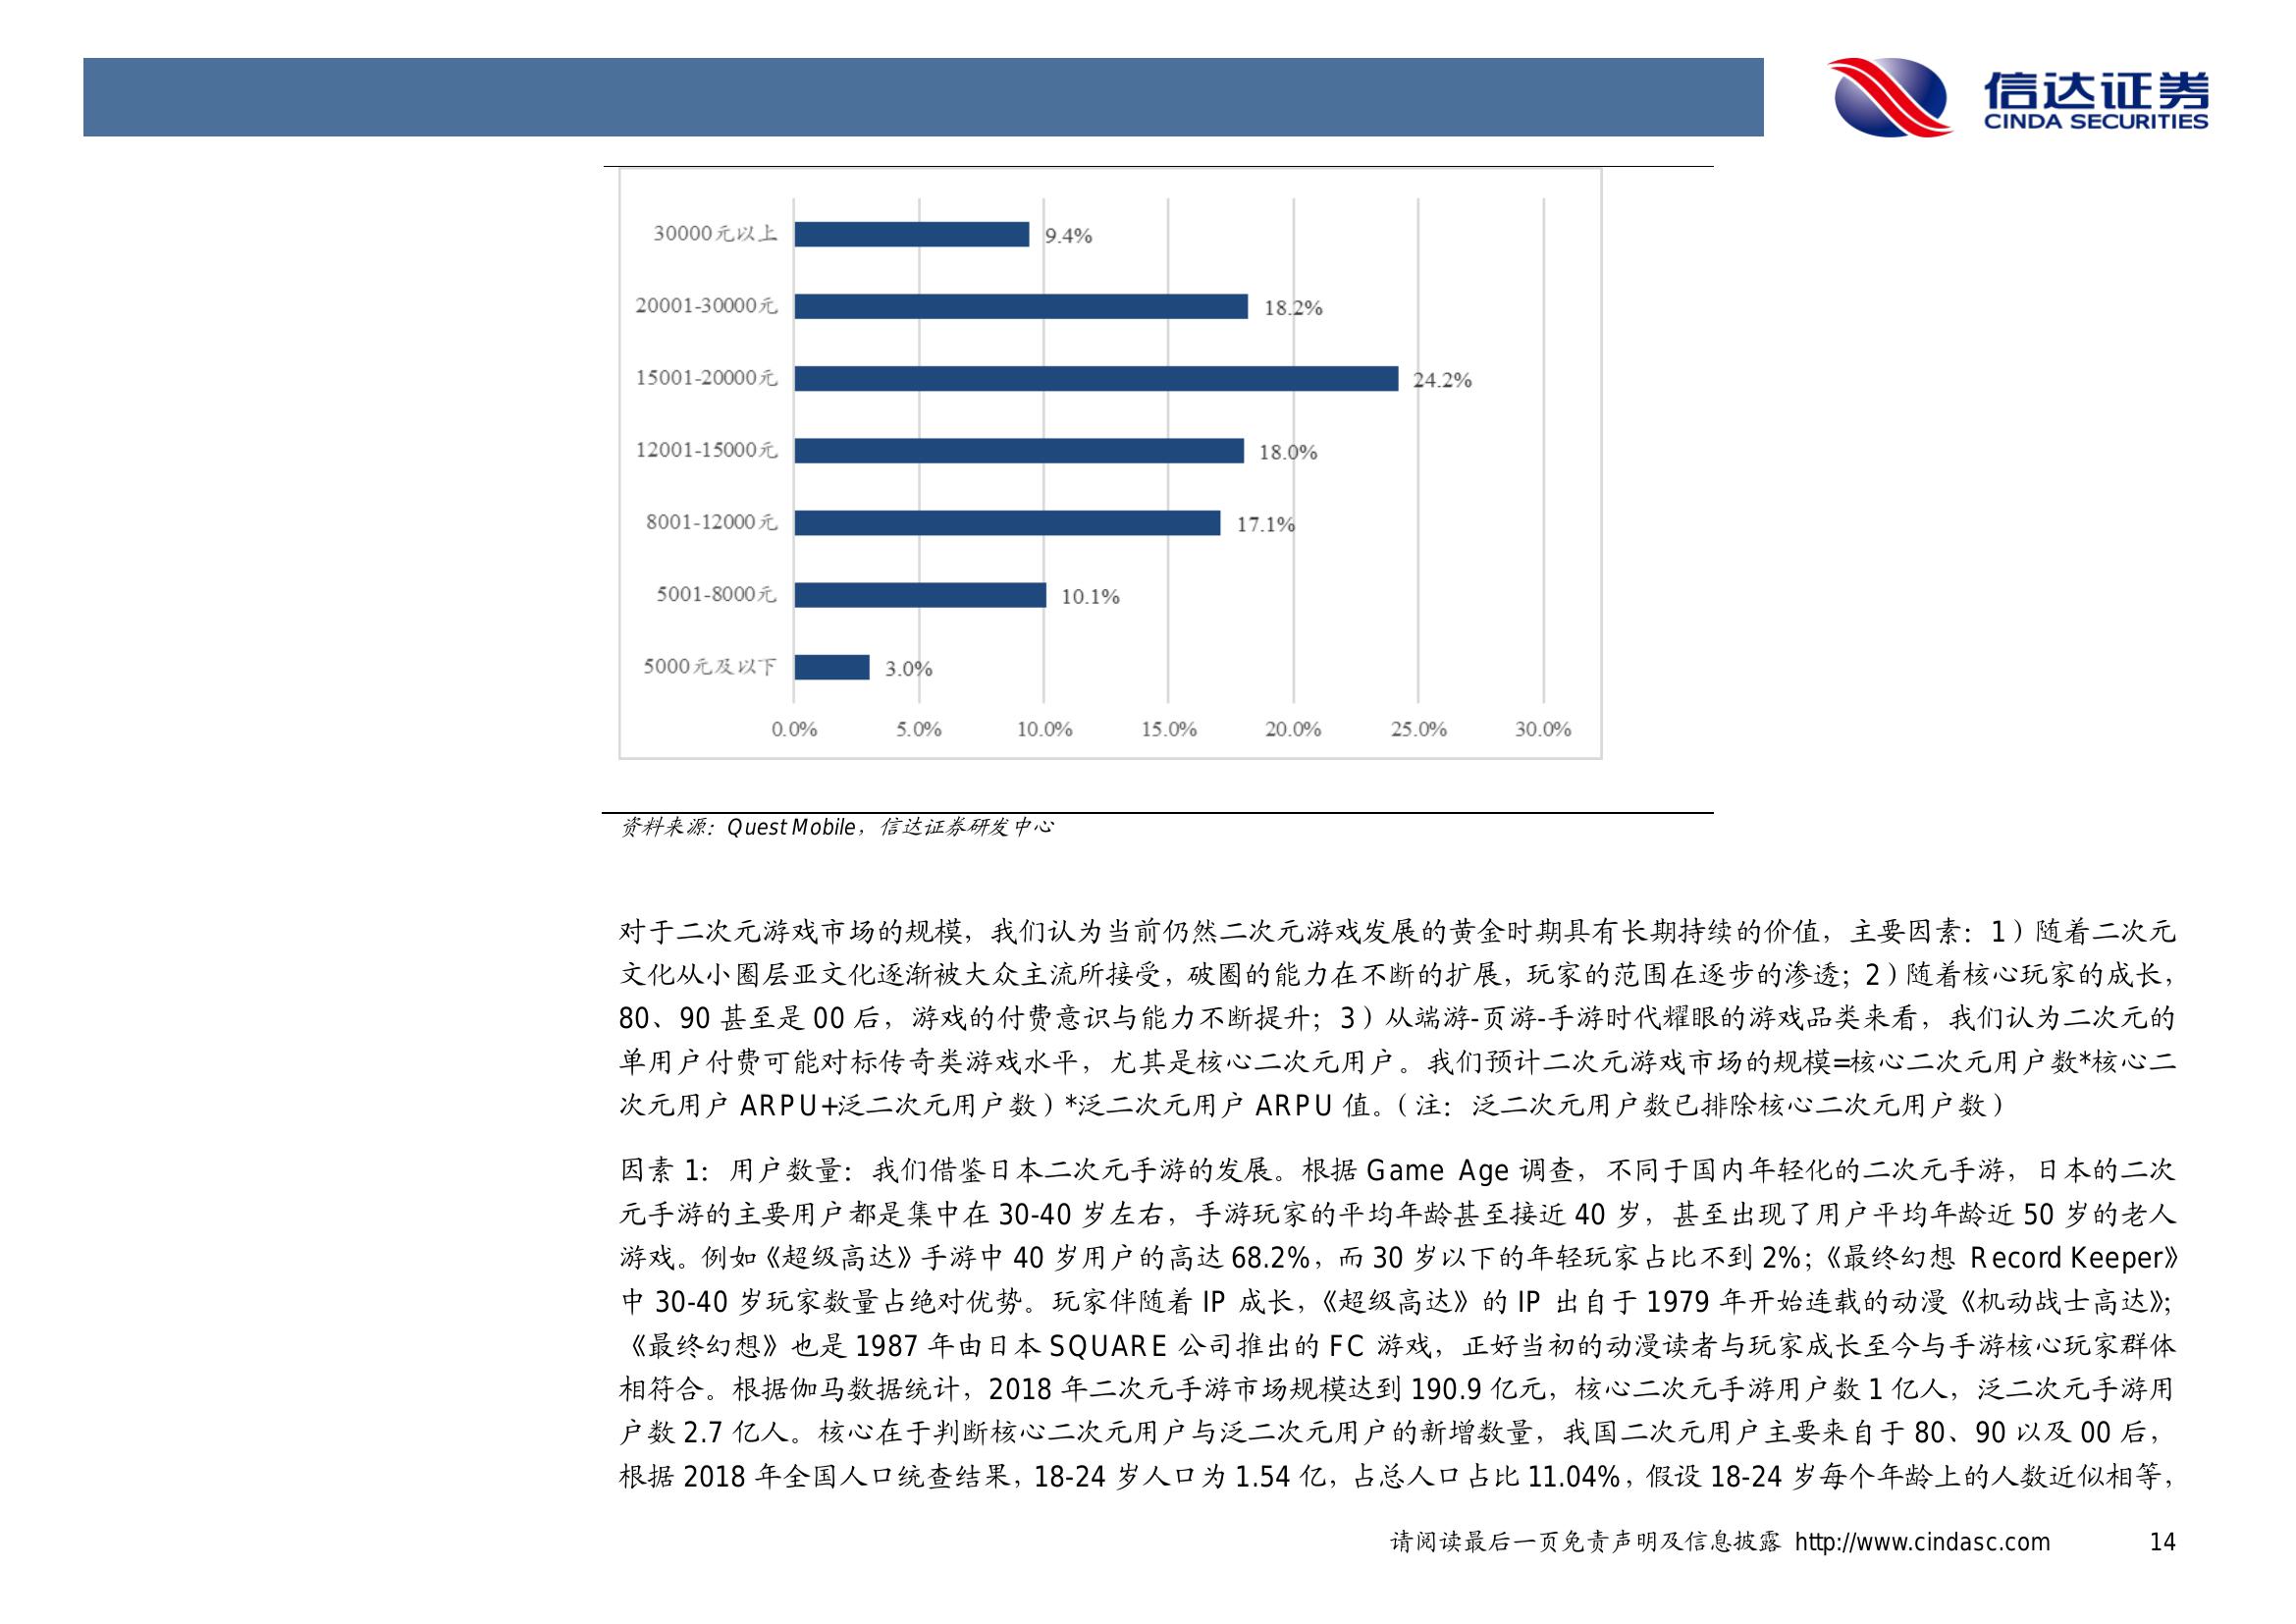 信达证券
CINDA SECURITIES
30000元以上
9.4%
20001-30000元
18.2%
15001-20000元
24.2%
12001-15000元
18.0%
8001-12000元
17.1%
5001-8000元
10.1%
5000元及以下
3.0%
0.0% 5.0% 10.0% 15.0% 20.0% 25.0% 30.0%
资料来源：Quest Mobile，信达证券研发中心
对于二次元游戏市场的规模，我们认为当前仍然二次元游戏发展的黄金时期具有长期持续的价值，主要因素：1）随着二次元
文化从小圈层亚文化逐渐被大众主流所接受，破圈的能力在不断的扩展，玩家的范围在逐步的渗透；2）随着核心玩家的成长，
80、90 甚至是 00 后，游戏的付费意识与能力不断提升；3）从端游-页游-手游时代耀眼的游戏品类来看，我们认为二次元的
单用户付费可能对标传奇类游戏水平，尤其是核心二次元用户。我们预计二次元游戏市场的规模=核心二次元用户数*核心二
次元用户 ARPU+泛二次元用户数）*泛二次元用户 ARPU 值。（注：泛二次元用户数已排除核心二次元用户数）
因素 1：用户数量：我们借鉴日本二次元手游的发展。根据 Game Age 调查，不同于国内年轻化的二次元手游，日本的二次
元手游的主要用户都是集中在 30-40 岁左右，手游玩家的平均年龄甚至接近 40 岁，甚至出现了用户平均年龄近 50 岁的老人
游戏。例如《超级高达》手游中 40 岁用户的高达 68.2%，而 30 岁以下的年轻玩家占比不到 2%；《最终幻想 Record Keeper》
中 30-40 岁玩家数量占绝对优势。玩家伴随着 IP 成长，《超级高达》的 IP 出自于 1979 年开始连载的动漫《机动战士高达》；
《最终幻想》也是 1987 年由日本 SQUARE 公司推出的 FC 游戏，正好当初的动漫读者与玩家成长至今与手游核心玩家群体
相符合。根据伽马数据统计，2018 年二次元手游市场规模达到 190.9 亿元，核心二次元手游用户数 1 亿人，泛二次元手游用
户数 2.7 亿人。核心在于判断核心二次元用户与泛二次元用户的新增数量，我国二次元用户主要来自于 80、90 以及 00 后，
根据 2018 年全国人口统查结果，18-24 岁人口为 1.54 亿，占总人口占比 11.04%，假设 18-24 岁每个年龄上的人数近似相等，
请阅读最后一页免责声明及信息披露 http://www.cindasc.com 14